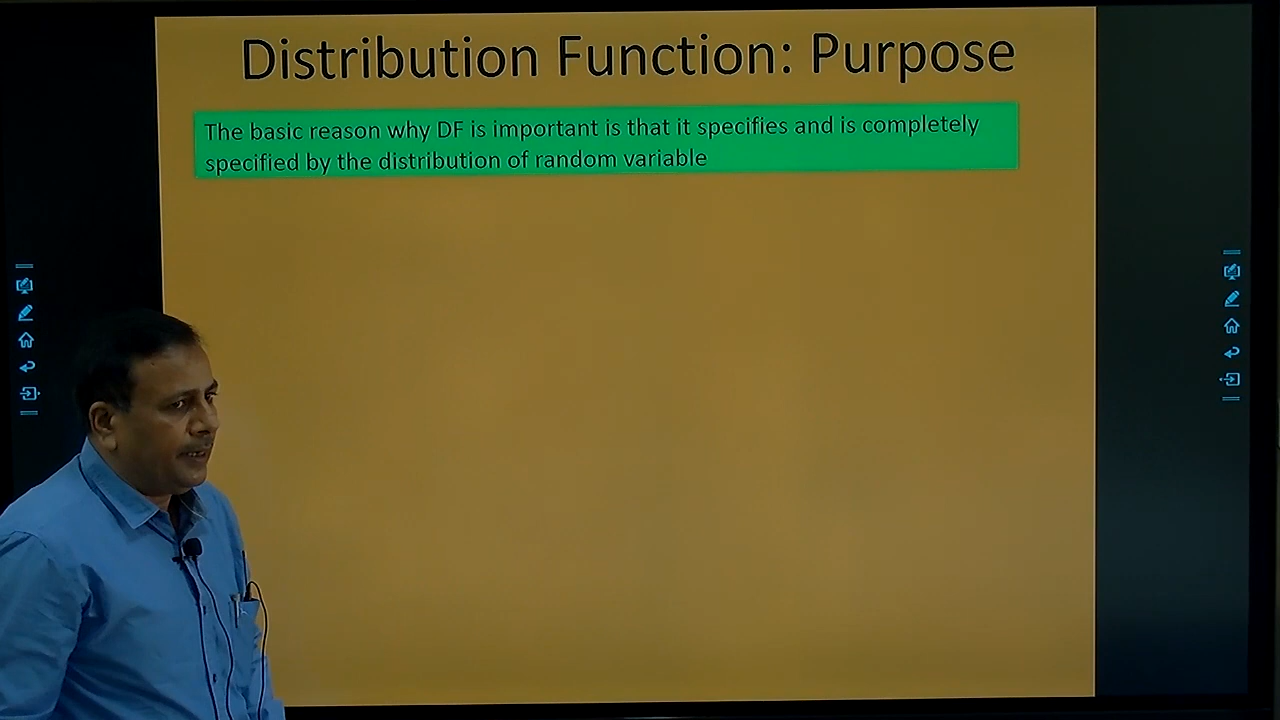 Distribution Function: Purpose
The basic reason why DF is important is that it specifies and is completely
specified by the distribution of random variable